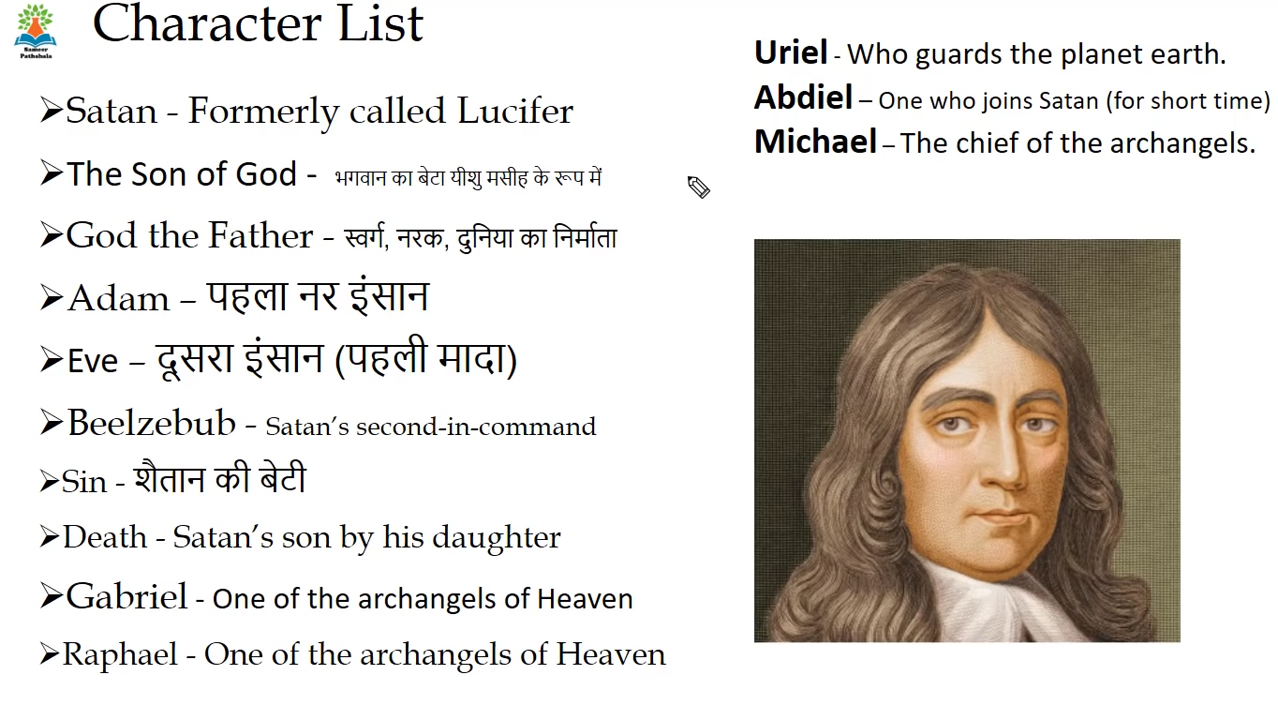 Sameer
Pathshala
Character List
➢Satan - Formerly called Lucifer
➢The Son of God - भगवान का बेटा यीशु मसीह के रूप में
➢God the Father - स्वर्ग, नरक, दुनिया का निर्माता
➢Adam – पहला नर इंसान
➢Eve – दूसरा इंसान (पहली मादा)
➢Beelzebub - Satan’s second-in-command
➢Sin - शैतान की बेटी
➢Death - Satan’s son by his daughter
➢Gabriel - One of the archangels of Heaven
➢Raphael - One of the archangels of Heaven
Uriel - Who guards the planet earth.
Abdiel – One who joins Satan (for short time)
Michael – The chief of the archangels.